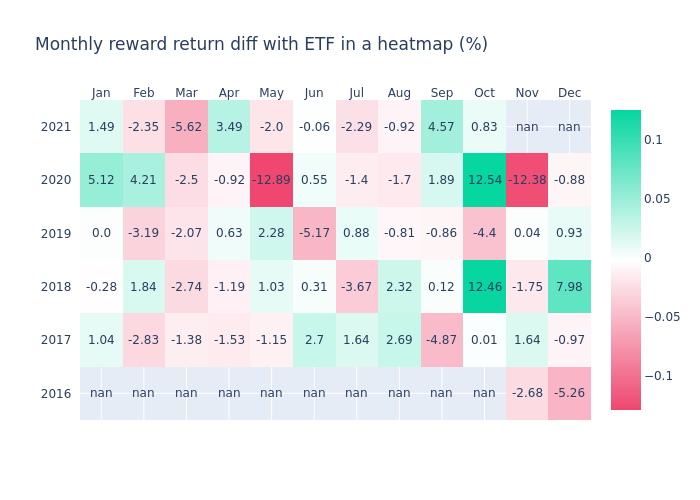 Monthly reward return diff with ETF in a heatmap (%)
Jan Feb Mar Apr May Jun Jul Aug Sep Oct Nov Dec
2021 1.49 -2.35 -5.62 3.49 -2.0 -0.06 -2.29 -0.92 4.57 0.83 nan nan
2020 5.12 4.21 -2.5 -0.92 -12.89 0.55 -1.4 -1.7 1.89 12.54 -12.38 -0.88
2019 0.0 -3.19 -2.07 0.63 2.28 -5.17 0.88 -0.81 -0.86 -4.4 0.04 0.93
2018 -0.28 1.84 -2.74 -1.19 1.03 0.31 -3.67 2.32 0.12 12.46 -1.75 7.98
2017 1.04 -2.83 -1.38 -1.53 -1.15 2.7 1.64 2.69 -4.87 0.01 1.64 -0.97
2016 nan nan nan nan nan nan nan nan nan nan -2.68 -5.26
0.1
0.05
0
−0.05
−0.1